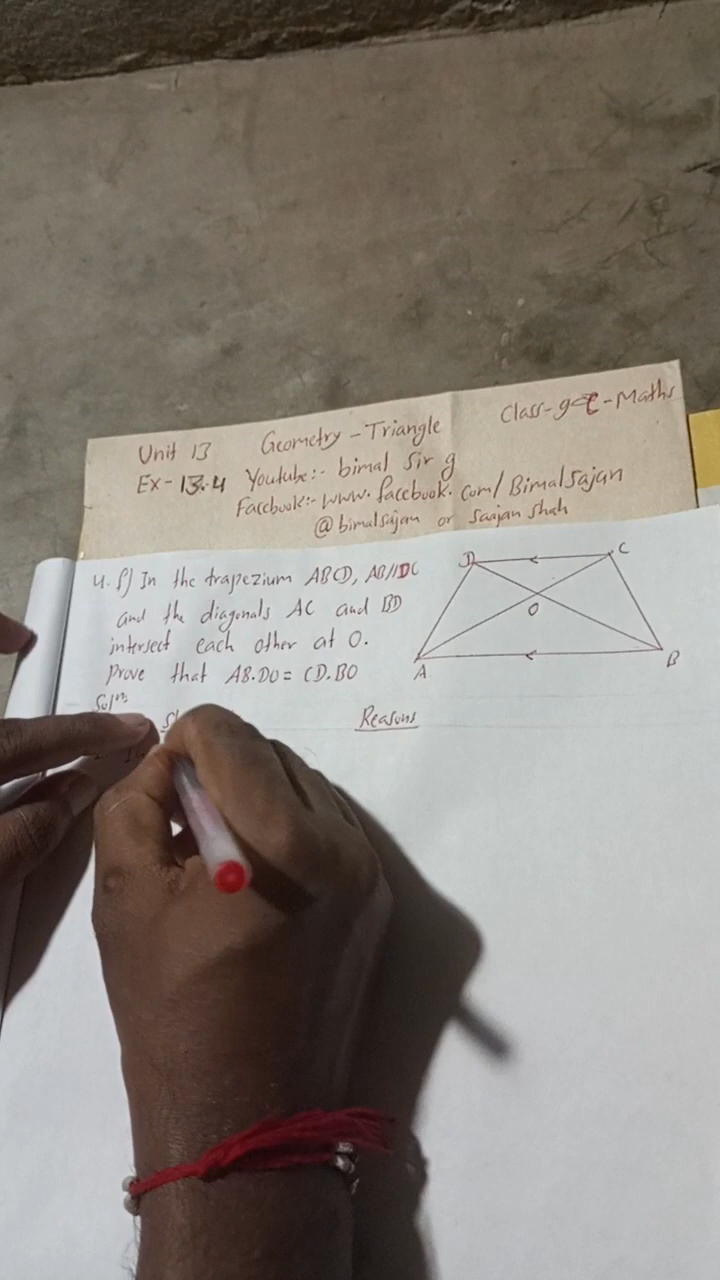 Unit 13 Geometry - Triangle Class - 9 - Maths
Ex - 13.4 Youtube:- bimal Sir g
Facebook:- www.facebook.com/BimalSajan
@bimalsajan or Saajan Shah
4. f) In the trapezium ABCD, AB//DC
and the diagonals AC and BD
intersect each other at O.
Prove that AB.DO = CD.BO
Solⁿ:
Reasons
D C
O
A B